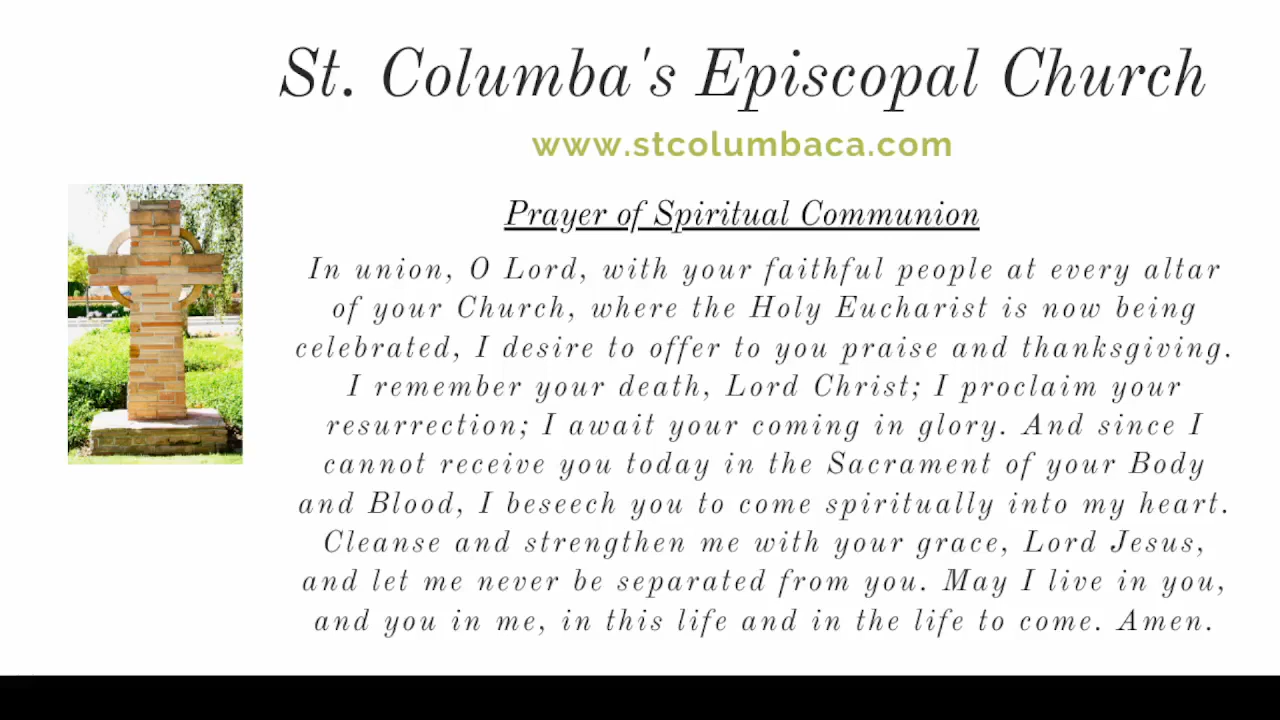 St. Columba's Episcopal Church
www.stcolumbaca.com
Prayer of Spiritual Communion
In union, O Lord, with your faithful people at every altar
of your Church, where the Holy Eucharist is now being
celebrated, I desire to offer to you praise and thanksgiving.
I remember your death, Lord Christ; I proclaim your
resurrection; I await your coming in glory. And since I
cannot receive you today in the Sacrament of your Body
and Blood, I beseech you to come spiritually into my heart.
Cleanse and strengthen me with your grace, Lord Jesus,
and let me never be separated from you. May I live in you,
and you in me, in this life and in the life to come. Amen.